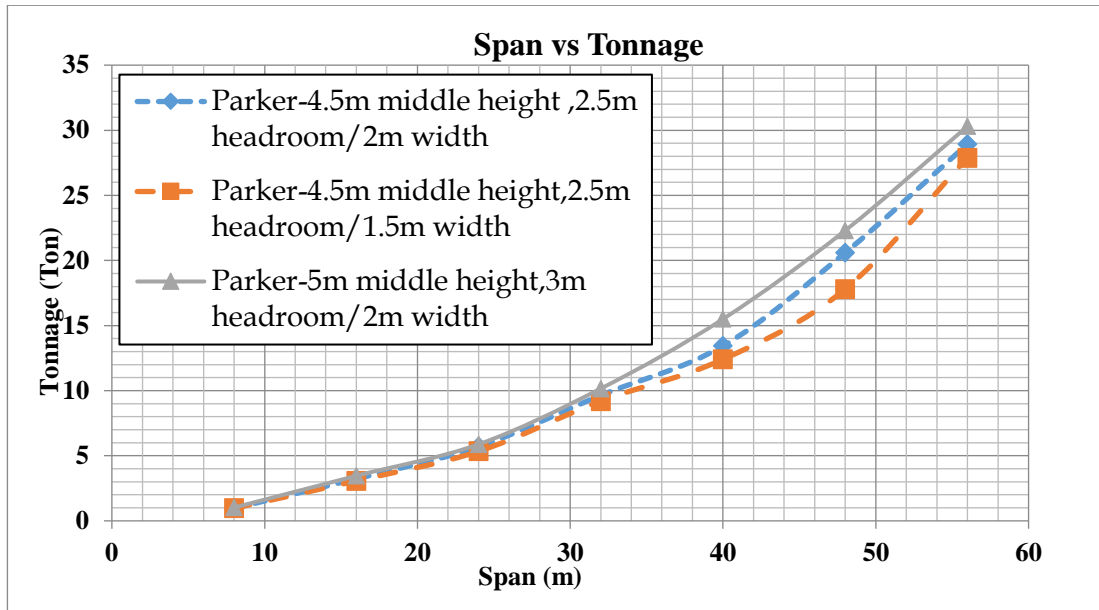 Span vs Tonnage
35
30
25
20
15
10
5
0
Tonnage (Ton)
Parker-4.5m middle height ,2.5m
headroom/2m width
Parker-4.5m middle height,2.5m
headroom/1.5m width
Parker-5m middle height,3m
headroom/2m width
0 10 20 30 40 50 60
Span (m)